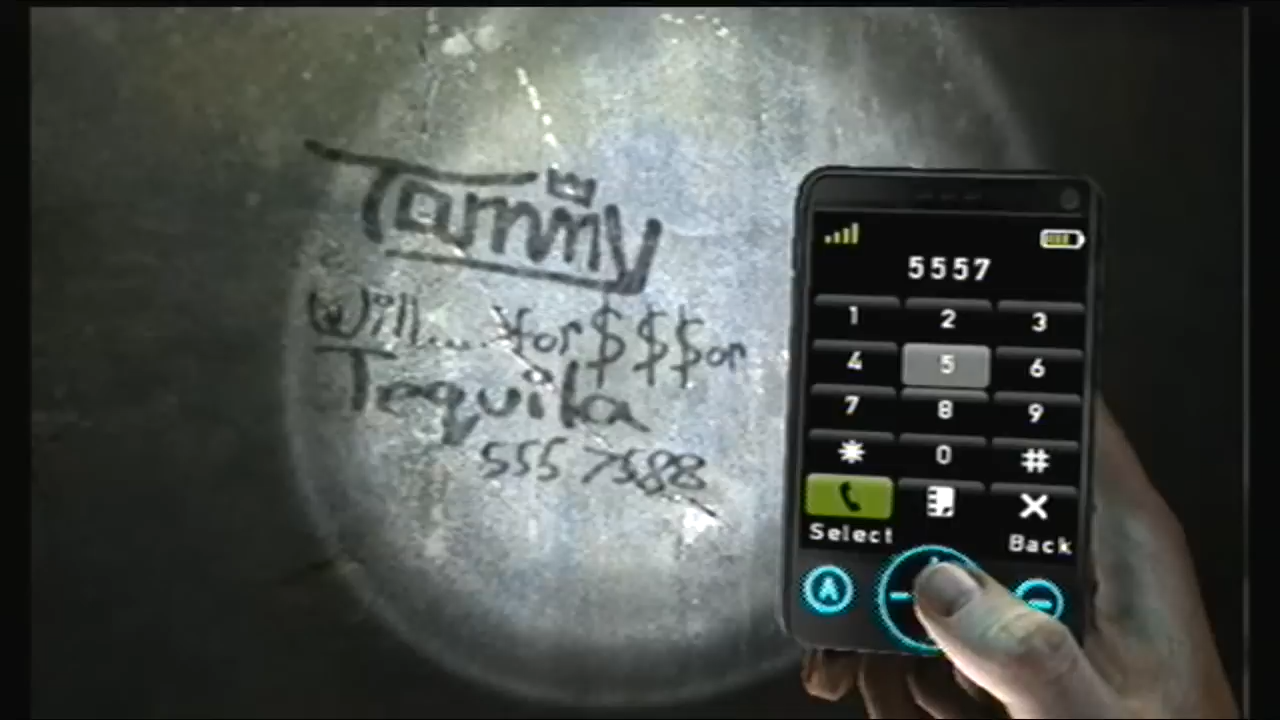 Tammy
Will.... for $$$ or
Tequila
555 7588
5557
1 2 3
4 5 6
7 8 9
* 0 #
Select Back
A